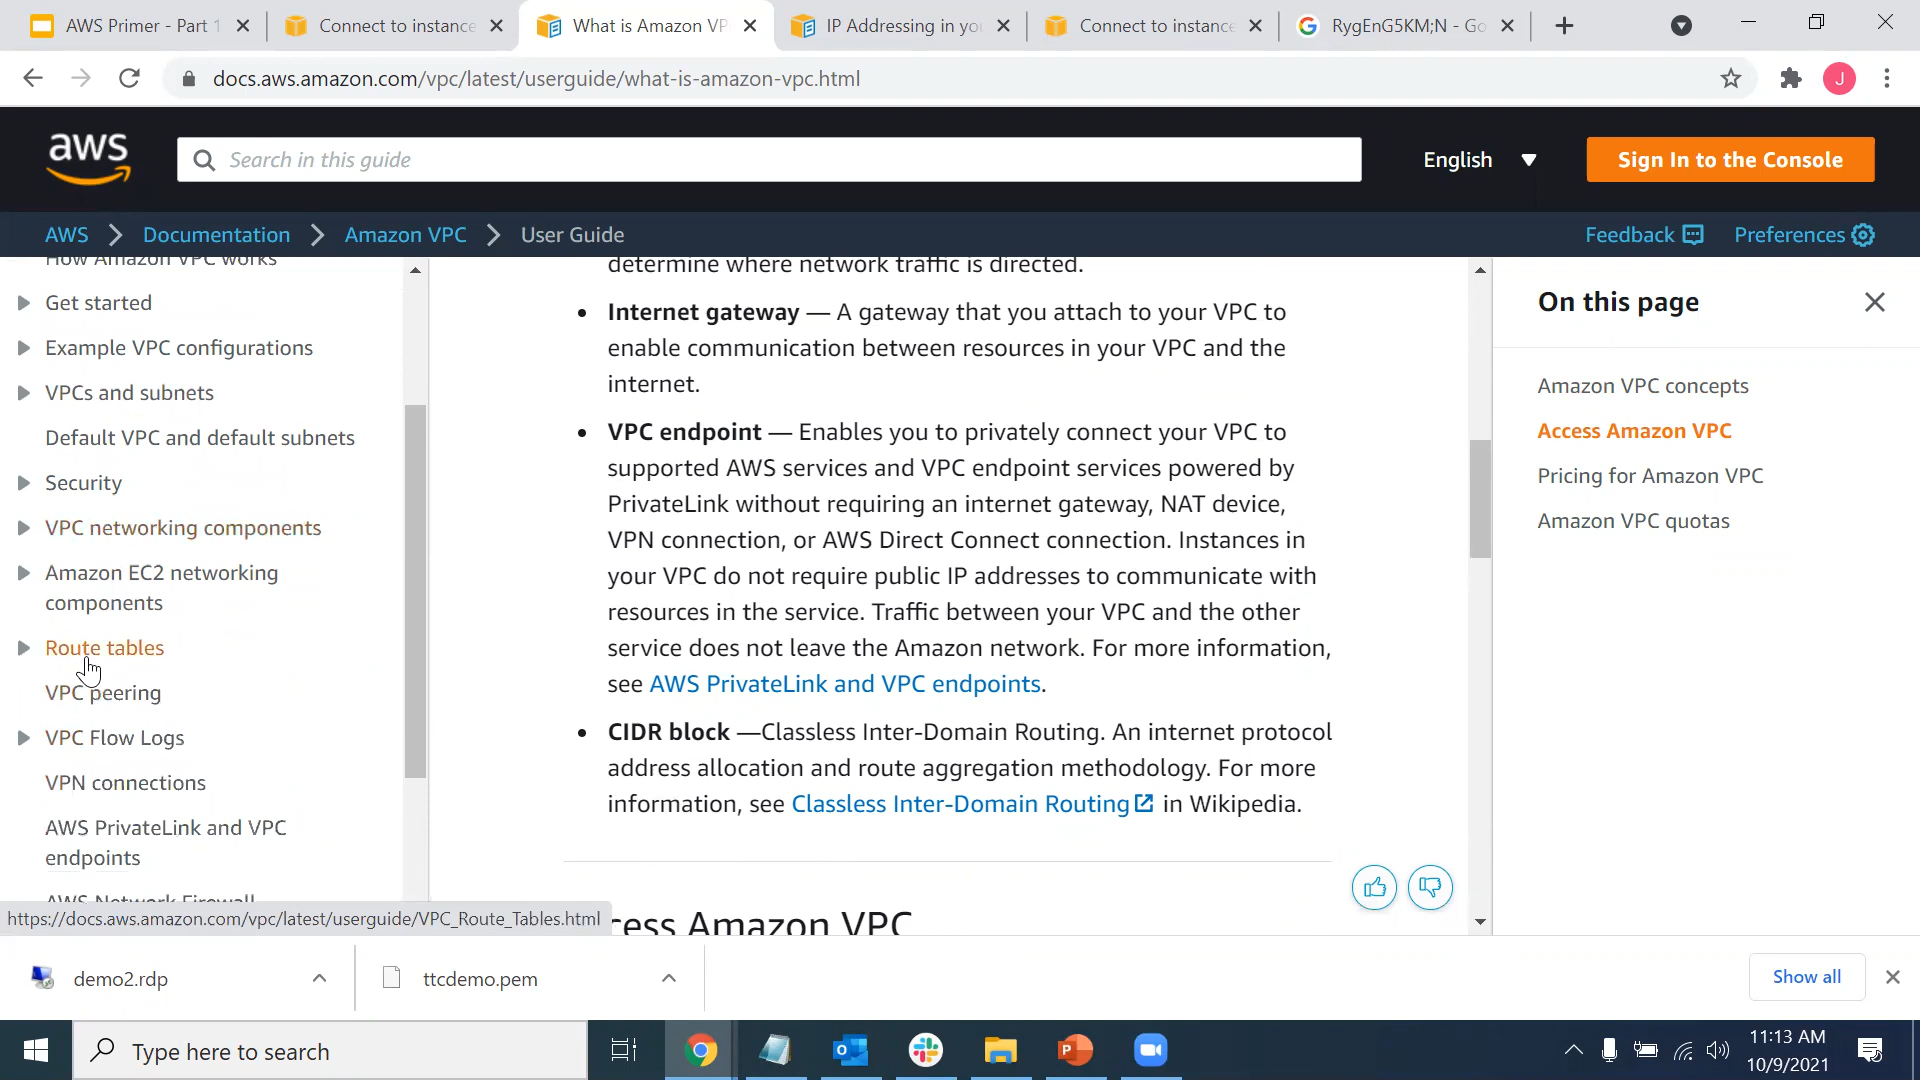 AWS Primer - Part 1
Connect to instance
What is Amazon VP
IP Addressing in yo
Connect to instance
RygEnG5KM;N - Go
docs.aws.amazon.com/vpc/latest/userguide/what-is-amazon-vpc.html
J
aws
Search in this guide
English
Sign In to the Console
AWS
Documentation
Amazon VPC
User Guide
Feedback
Preferences
How Amazon VPC works
Get started
Example VPC configurations
VPCs and subnets
Default VPC and default subnets
Security
VPC networking components
Amazon EC2 networking
components
Route tables
VPC peering
VPC Flow Logs
VPN connections
AWS PrivateLink and VPC
endpoints
AWS Network Firewall
https://docs.aws.amazon.com/vpc/latest/userguide/VPC_Route_Tables.html
determine where network traffic is directed.
• Internet gateway — A gateway that you attach to your VPC to
enable communication between resources in your VPC and the
internet.
• VPC endpoint — Enables you to privately connect your VPC to
supported AWS services and VPC endpoint services powered by
PrivateLink without requiring an internet gateway, NAT device,
VPN connection, or AWS Direct Connect connection. Instances in
your VPC do not require public IP addresses to communicate with
resources in the service. Traffic between your VPC and the other
service does not leave the Amazon network. For more information,
see AWS PrivateLink and VPC endpoints.
• CIDR block —Classless Inter-Domain Routing. An internet protocol
address allocation and route aggregation methodology. For more
information, see Classless Inter-Domain Routing in Wikipedia.
cess Amazon VPC
On this page
Amazon VPC concepts
Access Amazon VPC
Pricing for Amazon VPC
Amazon VPC quotas
demo2.rdp
ttcdemo.pem
Show all
Type here to search
11:13 AM
10/9/2021